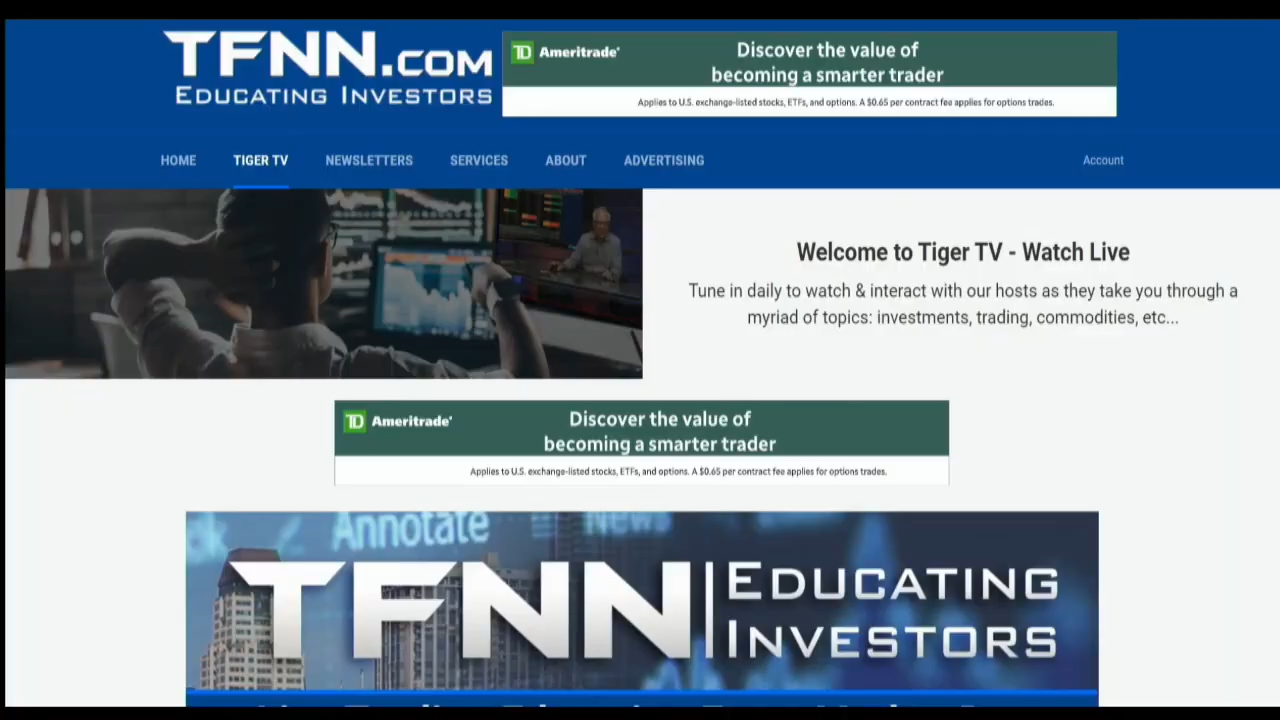 TFNN.COM
EDUCATING INVESTORS
TD Ameritrade
Discover the value of
becoming a smarter trader
Applies to U.S. exchange-listed stocks, ETFs, and options. A $0.65 per contract fee applies for options trades.
HOME TIGER TV NEWSLETTERS SERVICES ABOUT ADVERTISING Account
Welcome to Tiger TV - Watch Live
Tune in daily to watch & interact with our hosts as they take you through a
myriad of topics: investments, trading, commodities, etc...
TD Ameritrade
Discover the value of
becoming a smarter trader
Applies to U.S. exchange-listed stocks, ETFs, and options. A $0.65 per contract fee applies for options trades.
Annotate News
TFNN EDUCATING
INVESTORS